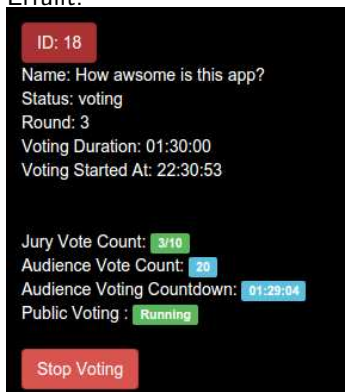 Erfüllt.
ID: 18
Name: How awsome is this app?
Status: voting
Round: 3
Voting Duration: 01:30:00
Voting Started At: 22:30:53
Jury Vote Count: 3/10
Audience Vote Count: 20
Audience Voting Countdown: 01:29:04
Public Voting : Running
Stop Voting